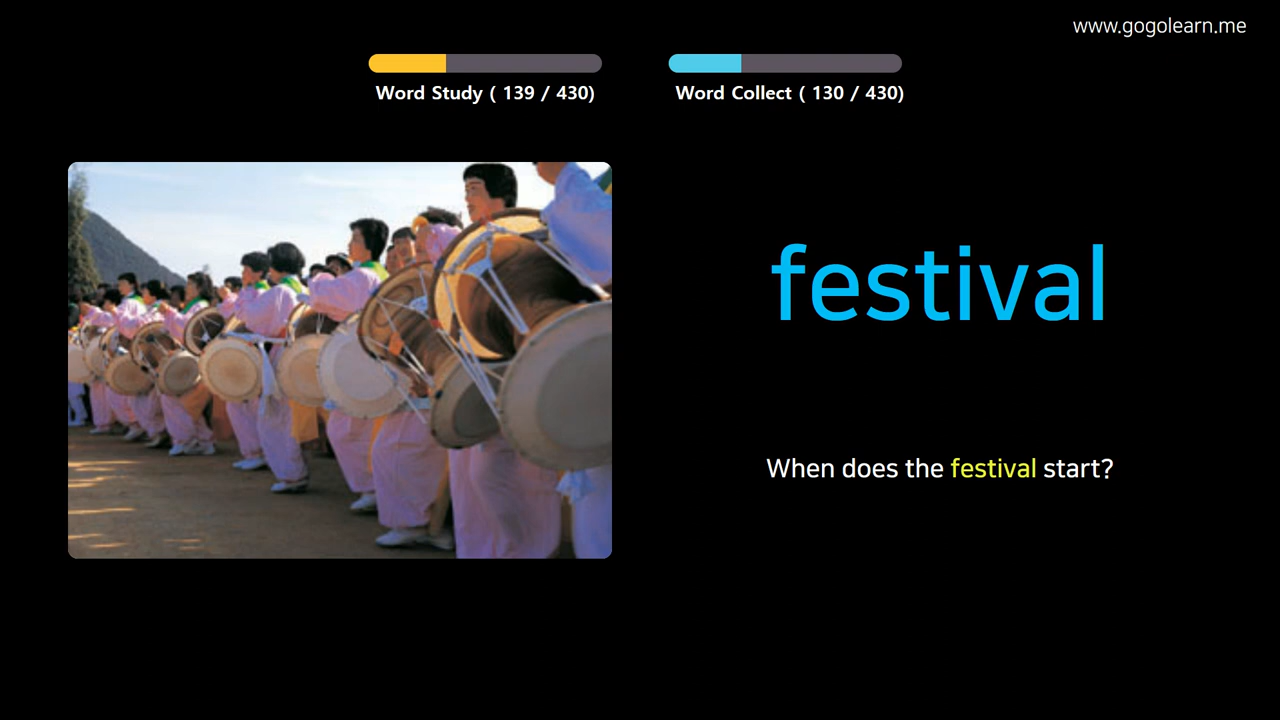 www.gogolearn.me
Word Study ( 139 / 430)
Word Collect ( 130 / 430)
festival
When does the festival start?